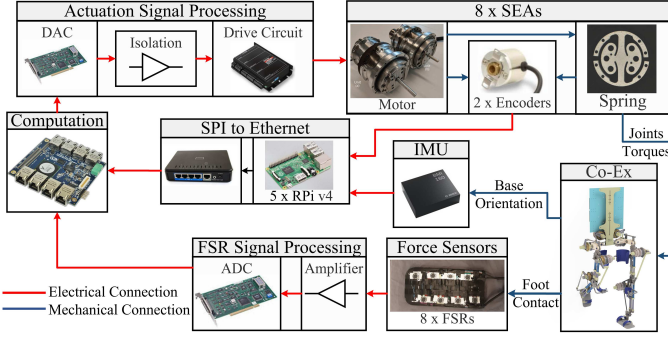 Actuation Signal Processing
DAC
Isolation
Drive Circuit
8 x SEAs
Motor
2 x Encoders
Spring
Joints
Torques
Computation
SPI to Ethernet
5 x RPi v4
IMU
Base
Orientation
Co-Ex
FSR Signal Processing
ADC
Amplifier
Force Sensors
8 x FSRs
Foot
Contact
Electrical Connection
Mechanical Connection